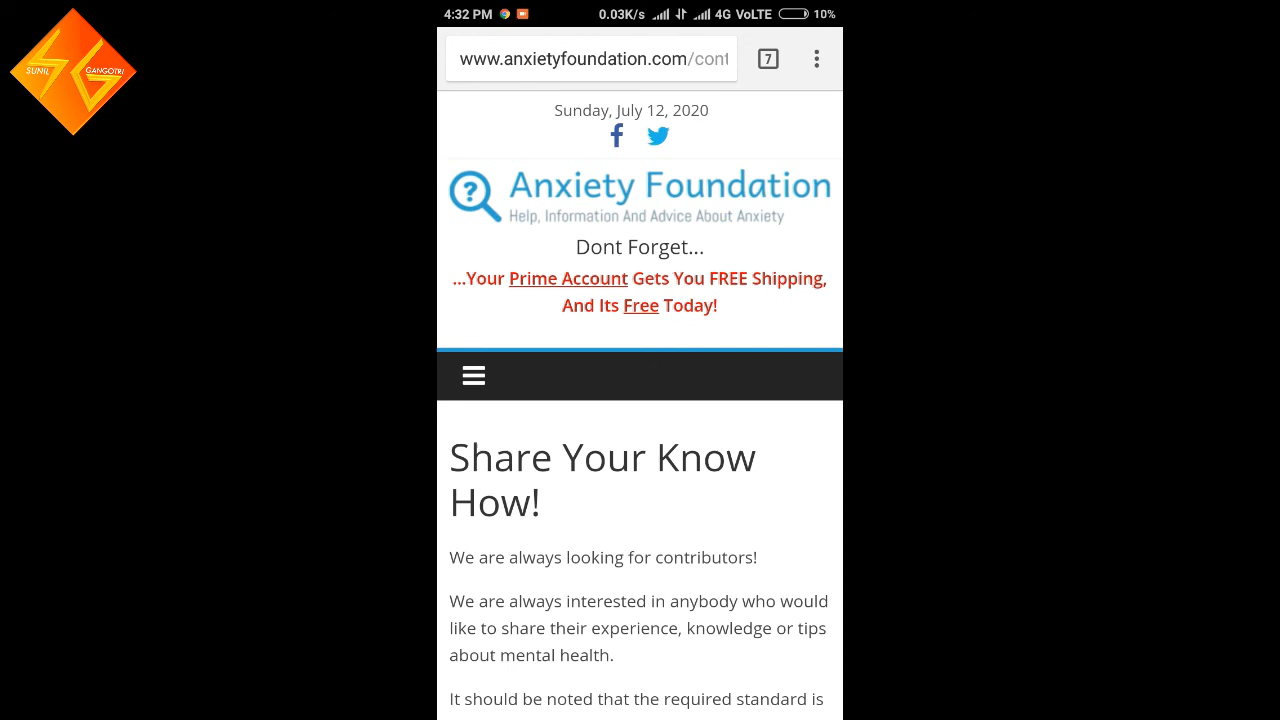 4:32 PM 0.03K/s 4G VoLTE 10%
SUNIL GANGOTRI
www.anxietyfoundation.com/cont
7
Sunday, July 12, 2020
Anxiety Foundation
Help, Information And Advice About Anxiety
Dont Forget...
...Your Prime Account Gets You FREE Shipping,
And Its Free Today!
Share Your Know
How!
We are always looking for contributors!
We are always interested in anybody who would
like to share their experience, knowledge or tips
about mental health.
It should be noted that the required standard is